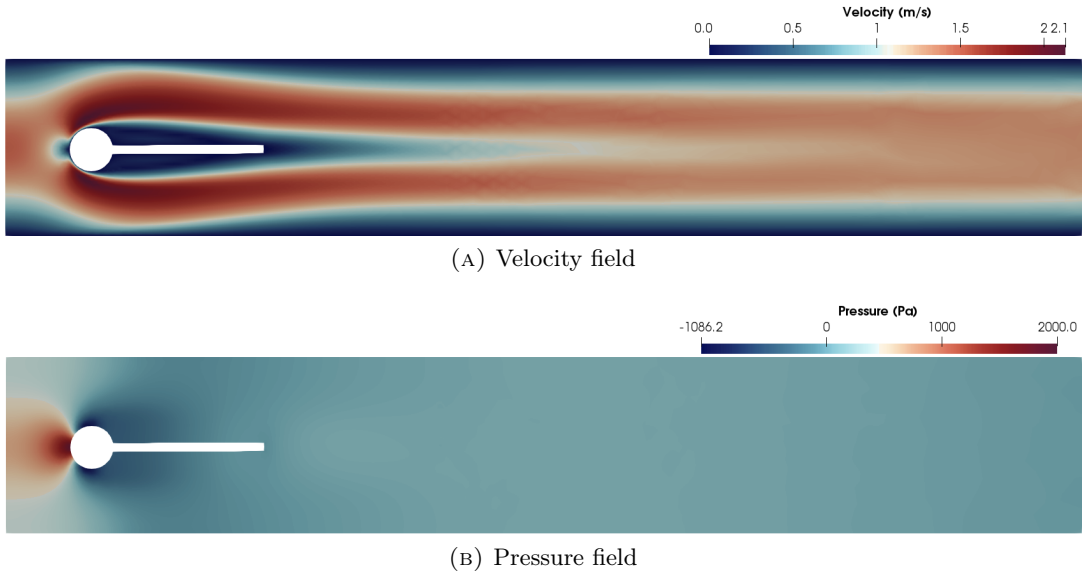 Velocity (m/s)
0.0 0.5 1 1.5 2 2.1
(A) Velocity field
Pressure (Pa)
-1086.2 0 1000 2000.0
(B) Pressure field